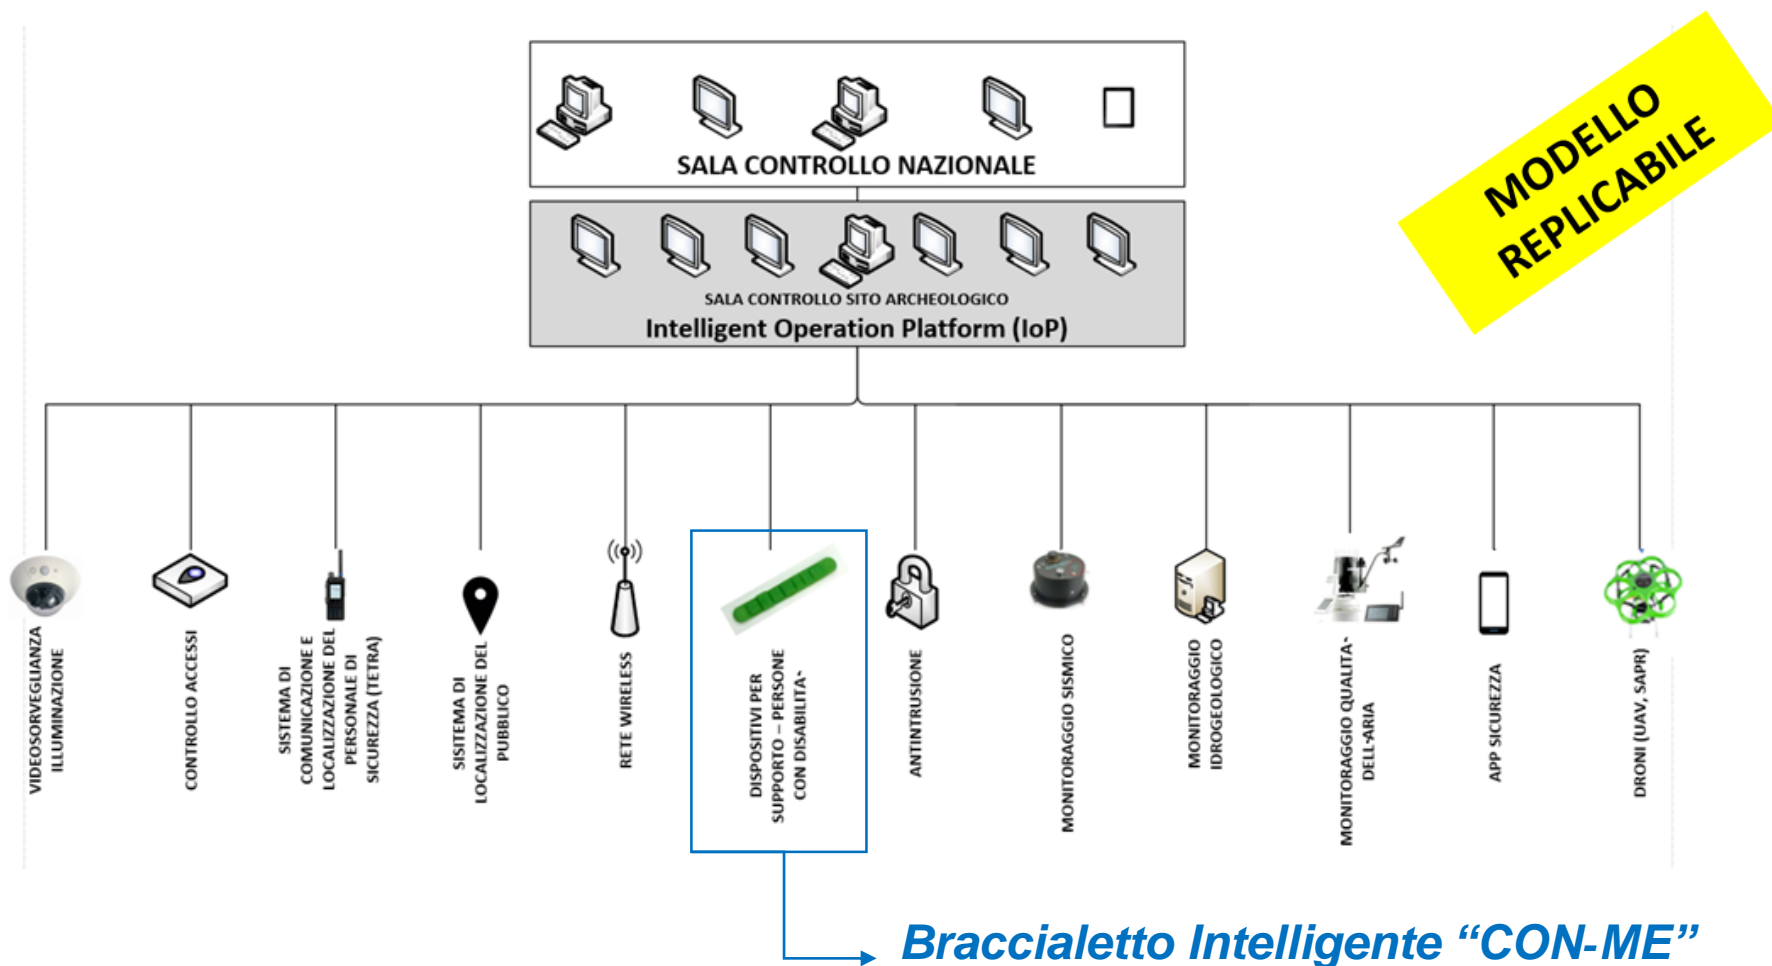 MODELLO
REPLICABILE
SALA CONTROLLO NAZIONALE
SALA CONTROLLO SITO ARCHEOLOGICO
Intelligent Operation Platform (IoP)
VIDEOSORVEGLIANZA
ILLUMINAZIONE
CONTROLLO ACCESSI
SISTEMA DI
COMUNICAZIONE E
LOCALIZZAZIONE DEL
PERSONALE DI
SICUREZZA (TETRA)
SISITEMA DI
LOCALIZZAZIONE DEL
PUBBLICO
RETE WIRELESS
DISPOSITIVI PER
SUPPORTO – PERSONE
CON DISABILITA-
ANTINTRUSIONE
MONITORAGGIO SISMICO
MONITORAGGIO
IDROGEOLOGICO
MONITORAGGIO QUALITA-
DELL-ARIA
APP SICUREZZA
DRONI (UAV, SAPR)
Braccialetto Intelligente “CON-ME”